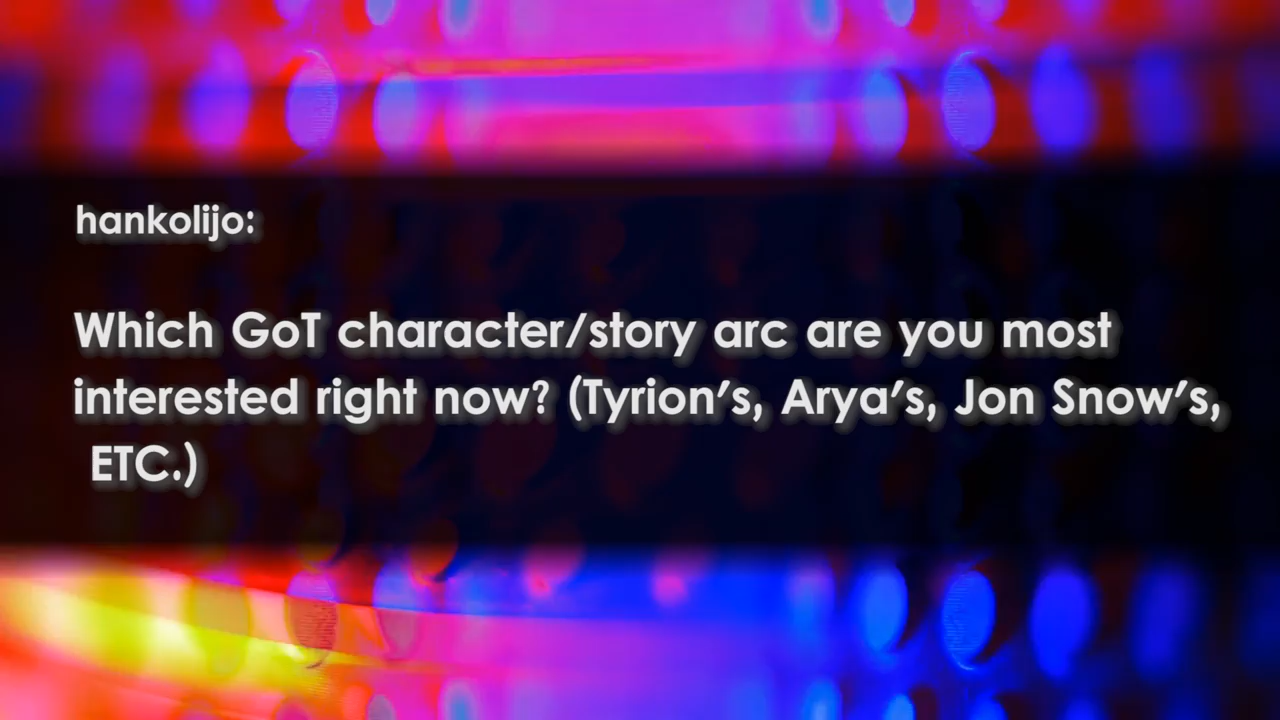 hankolijo:
Which GoT character/story arc are you most
interested right now? (Tyrion's, Arya's, Jon Snow's,
ETC.)